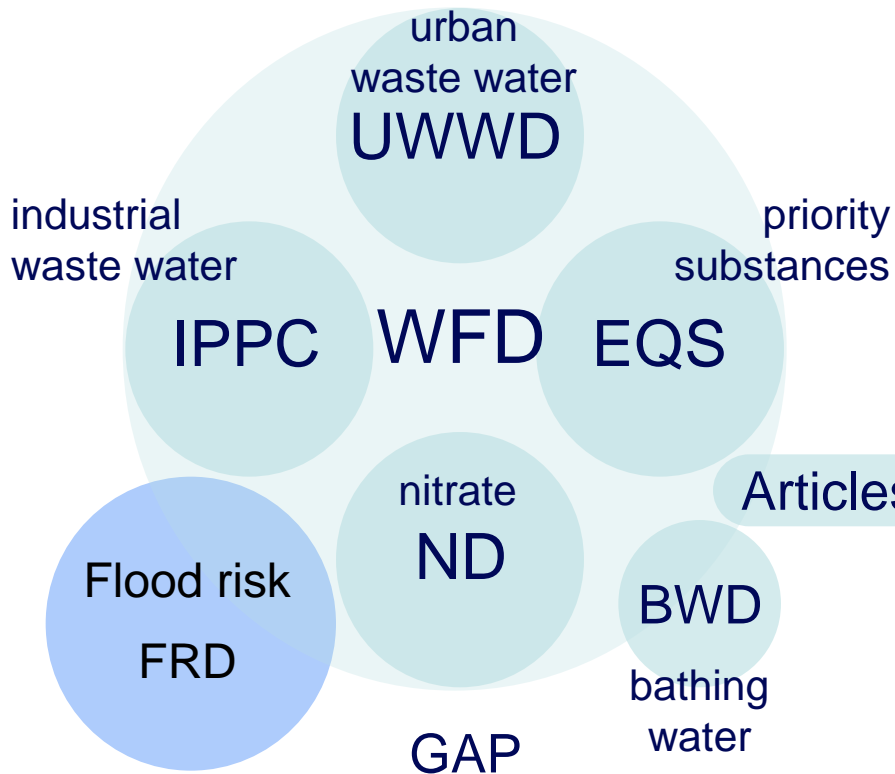 urban
waste water
UWWD
industrial
waste water
IPPC
WFD
priority
substances
EQS
nitrate
ND
Articles
Flood risk
FRD
BWD
bathing
water
GAP